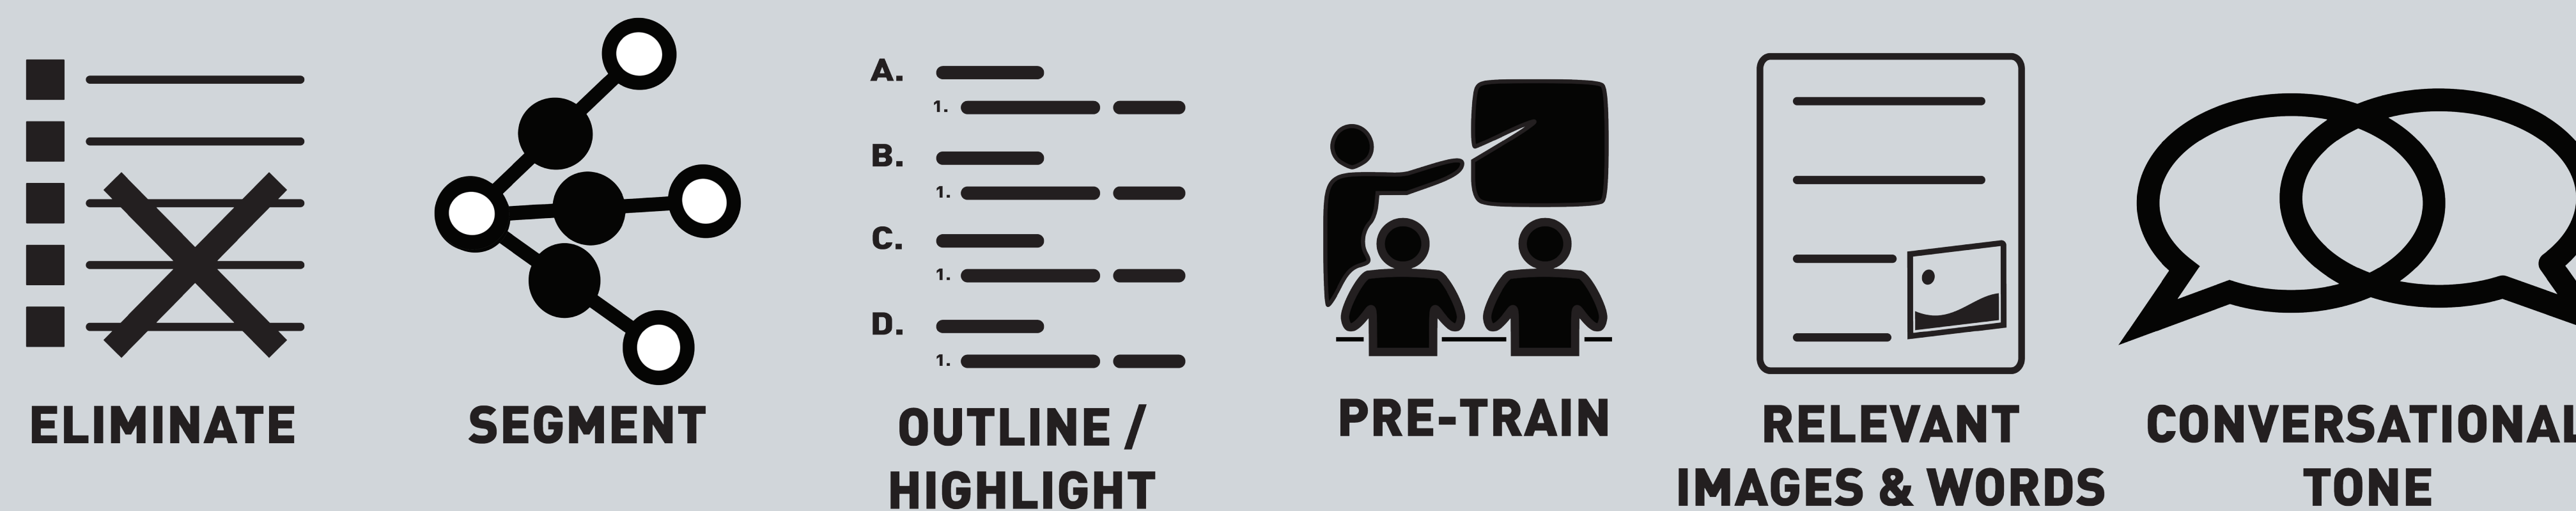 ELIMINATE
SEGMENT
A.
1.
B.
1.
C.
1.
D.
1.
OUTLINE /
HIGHLIGHT
PRE-TRAIN
RELEVANT
IMAGES & WORDS
CONVERSATIONAL
TONE